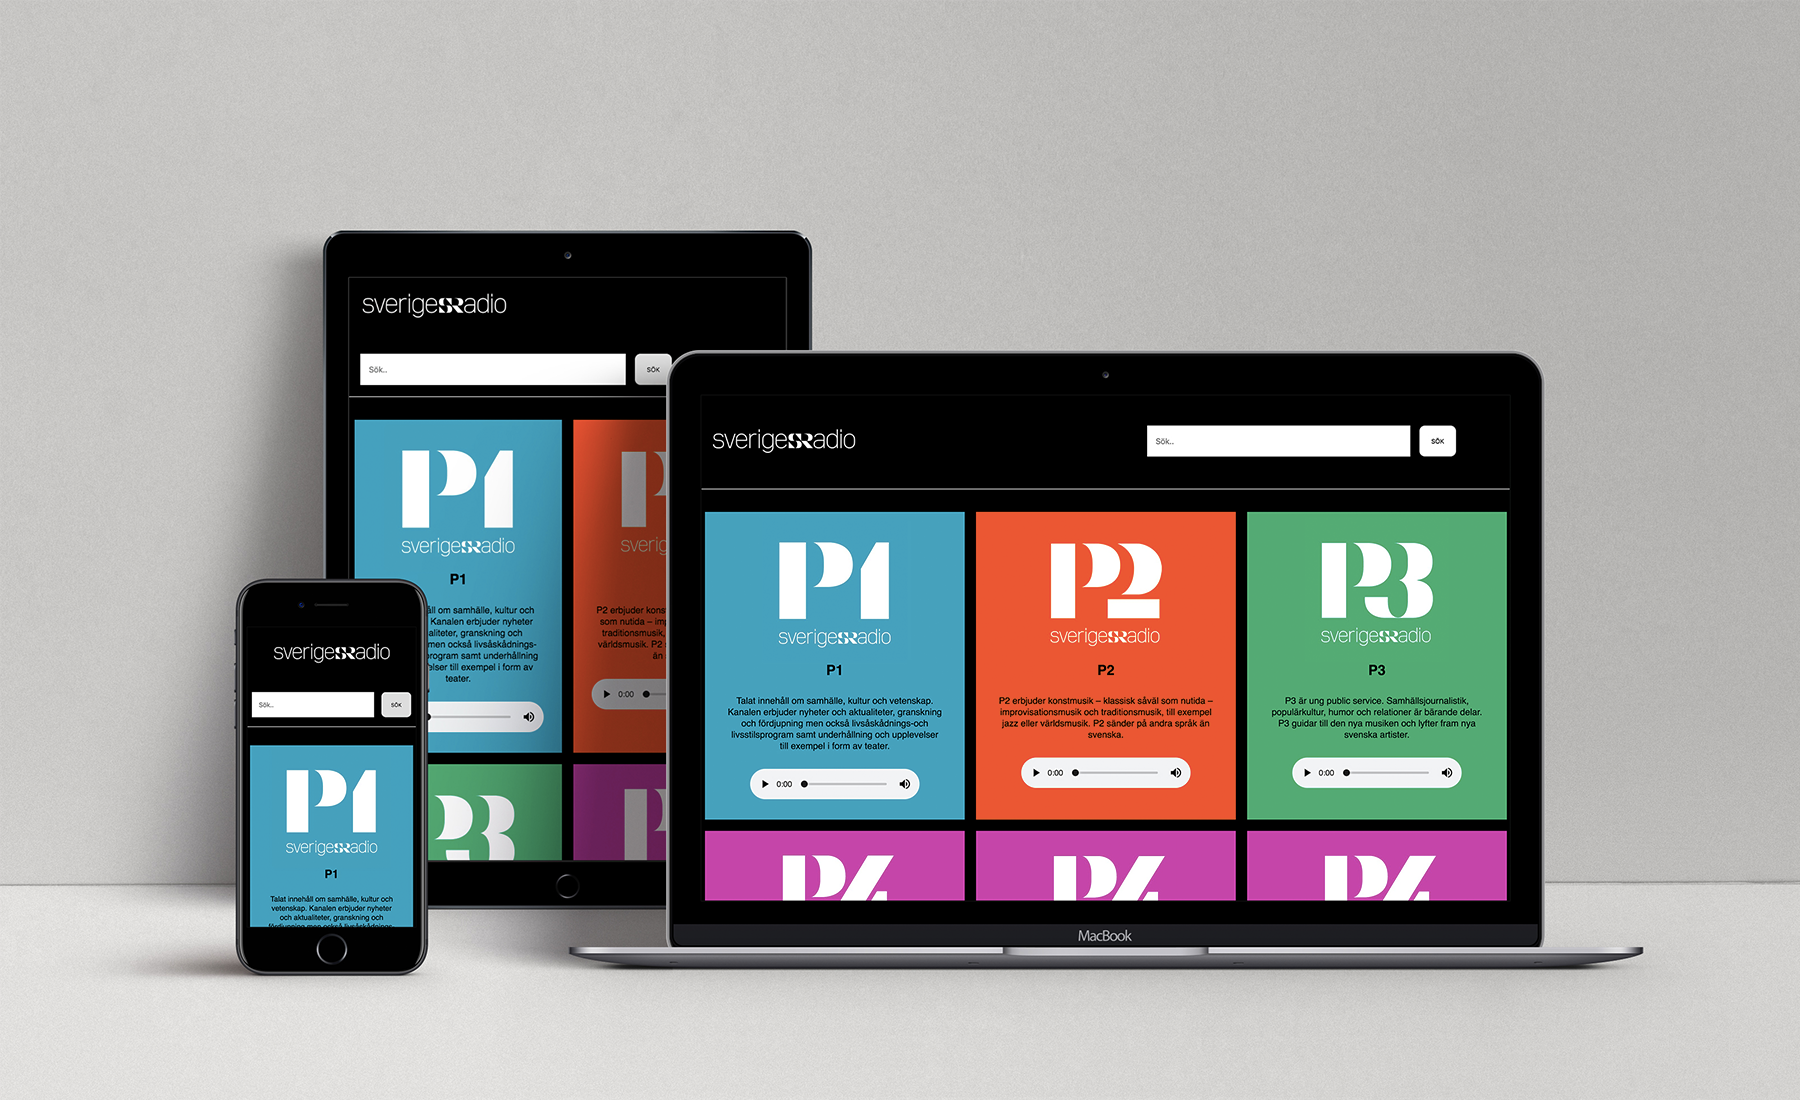 sverigesRadio
Sök..
SÖK
P1
sverigesRadio
P1
åll om samhälle, kultur och
Kanalen erbjuder nyheter
aliteter, granskning och
men också livsåskådnings-
program samt underhållning
elser till exempel i form av
teater.
sverig
P2 erbjuder konst
som nutida – im
traditionsmusik,
världsmusik. P2
än
0:00
P3
sverigesRadio
Sök..
SÖK
P1
sverigesRadio
P1
Talat innehåll om samhälle, kultur och
vetenskap. Kanalen erbjuder nyheter
och aktualiteter, granskning och
fördjupning men också livsåskådnings-
sverigesRadio
Sök..
SÖK
P1
sverigesRadio
P1
Talat innehåll om samhälle, kultur och vetenskap.
Kanalen erbjuder nyheter och aktualiteter, granskning
och fördjupning men också livsåskådnings-och
livsstilsprogram samt underhållning och upplevelser
till exempel i form av teater.
0:00
P2
sverigesRadio
P2
P2 erbjuder konstmusik – klassisk såväl som nutida –
improvisationsmusik och traditionsmusik, till exempel
jazz eller världsmusik. P2 sänder på andra språk än
svenska.
0:00
P3
sverigesRadio
P3
P3 är ung public service. Samhällsjournalistik,
populärkultur, humor och relationer är bärande delar.
P3 guidar till den nya musiken och lyfter fram nya
svenska artister.
0:00
P4
P4
P4
MacBook